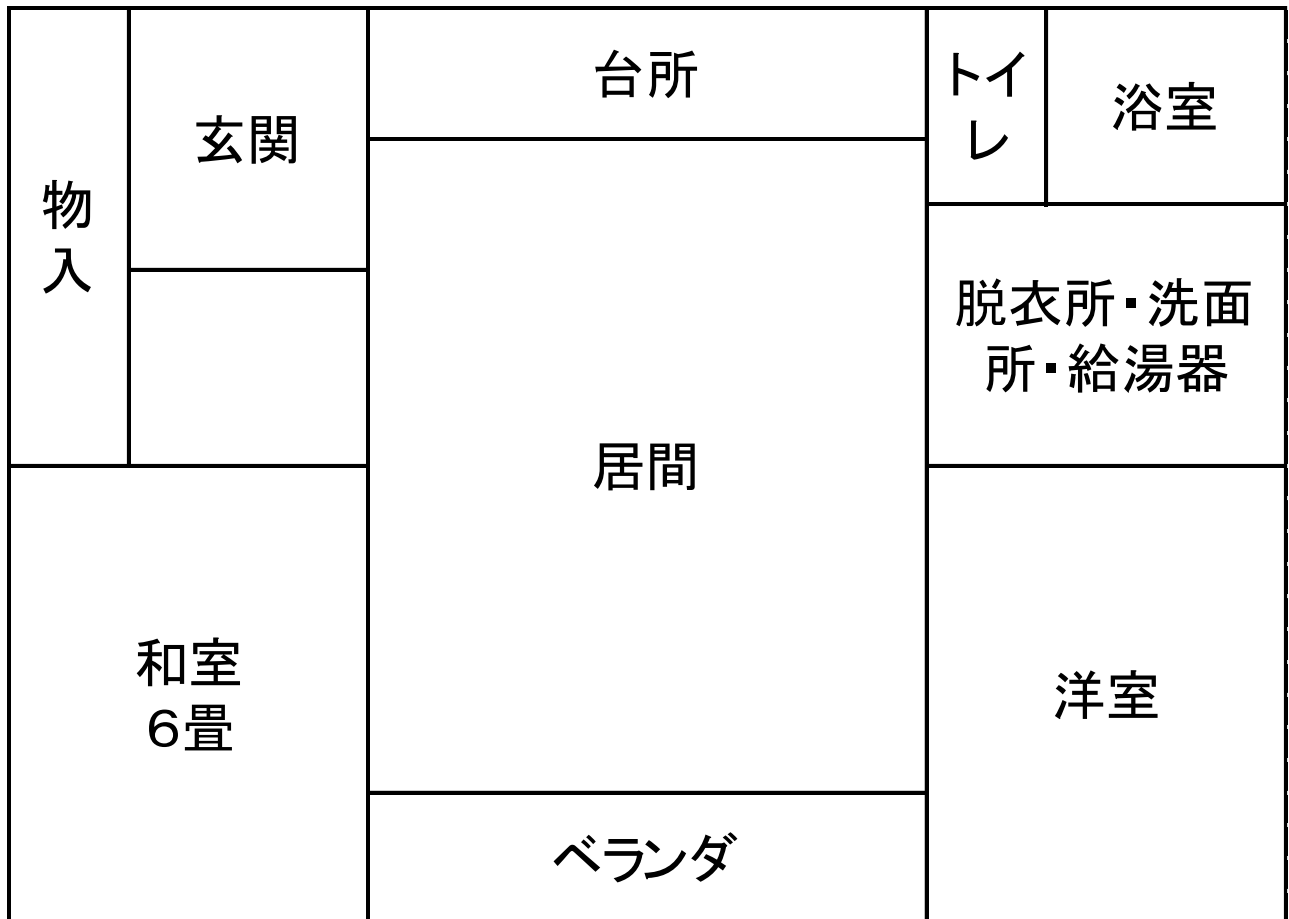 物
入
玄関
台所
トイ
レ
浴室
脱衣所・洗面
所・給湯器
居間
和室
６畳
洋室
ベランダ